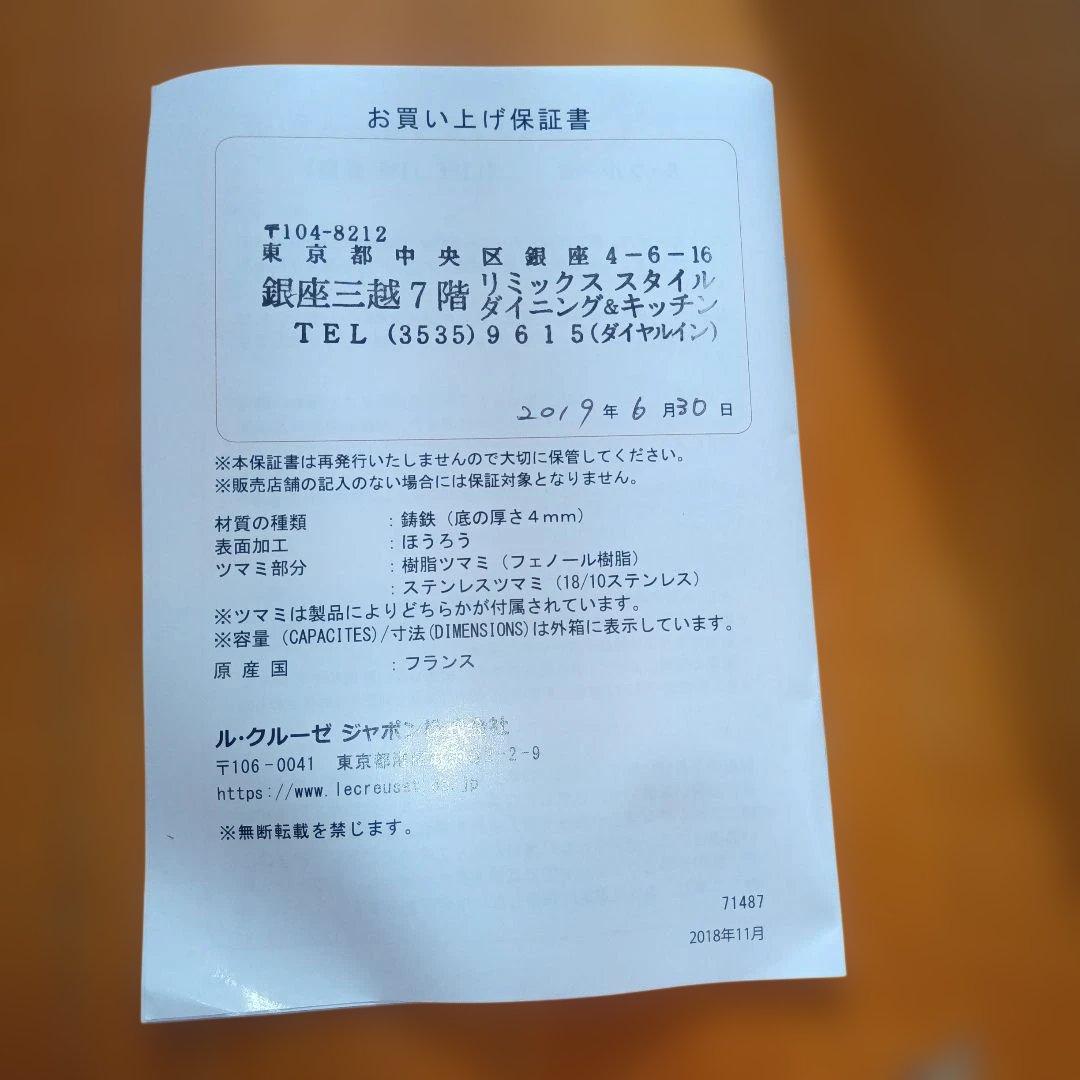 お買い上げ保証書
〒104-8212
東京都中央区銀座4-6-16
銀座三越7階 リミックス スタイル
ダイニング&キッチン
TEL (3535) 9615(ダイヤルイン)
2019年6月30日
※本保証書は再発行いたしませんので大切に保管してください。
※販売店舗の記入のない場合には保証対象となりません。
材質の種類 : 鋳鉄（底の厚さ4mm）
表面加工 : ほうろう
ツマミ部分 : 樹脂ツマミ（フェノール樹脂）
: ステンレスツマミ（18/10ステンレス）
※ツマミは製品によりどちらかが付属されています。
※容量 (CAPACITES)/寸法(DIMENSIONS)は外箱に表示しています。
原産国 : フランス
ル・クルーゼ ジャポン株式会社
〒106-0041 東京都港区 -2-9
https://www.lecreuset.co.jp
※無断転載を禁じます。
71487
2018年11月